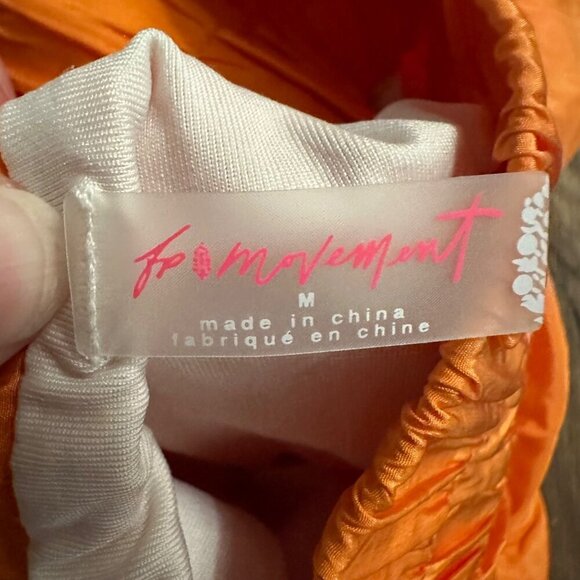 fp movement
M
made in china
fabriqué en chine